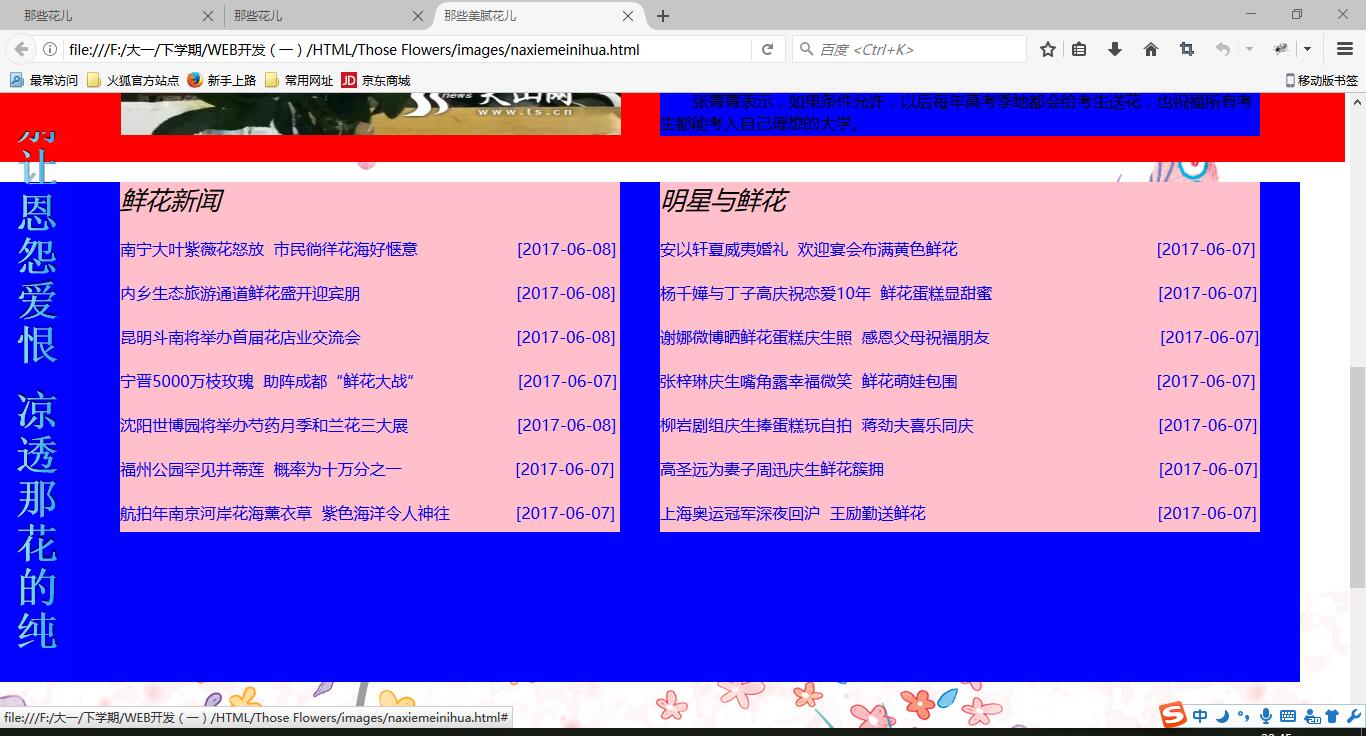 那些花儿
那些花儿
那些美腻花儿
file:///F:/大一/下学期/WEB开发（一）/HTML/Those Flowers/images/naxiemeinihua.html
百度 <Ctrl+K>
最常访问 火狐官方站点 新手上路 常用网址 JD 京东商城 移动版书签
www.ts.cn
张菁菁表示，如果条件允许，以后每年高考季她都会给考生送花，也祝福所有考
生都能考入自己理想的大学。
别让恩怨爱恨 凉透那花的纯
鲜花新闻
南宁大叶紫薇花怒放 市民徜徉花海好惬意 [2017-06-08]
内乡生态旅游通道鲜花盛开迎宾朋 [2017-06-08]
昆明斗南将举办首届花店业交流会 [2017-06-08]
宁晋5000万枝玫瑰 助阵成都“鲜花大战” [2017-06-07]
沈阳世博园将举办芍药月季和兰花三大展 [2017-06-08]
福州公园罕见并蒂莲 概率为十万分之一 [2017-06-07]
航拍年南京河岸花海薰衣草 紫色海洋令人神往 [2017-06-07]
明星与鲜花
安以轩夏威夷婚礼 欢迎宴会布满黄色鲜花 [2017-06-07]
杨千嬅与丁子高庆祝恋爱10年 鲜花蛋糕显甜蜜 [2017-06-07]
谢娜微博晒鲜花蛋糕庆生照 感恩父母祝福朋友 [2017-06-07]
张梓琳庆生嘴角露幸福微笑 鲜花萌娃包围 [2017-06-07]
柳岩剧组庆生捧蛋糕玩自拍 蒋劲夫喜乐同庆 [2017-06-07]
高圣远为妻子周迅庆生鲜花簇拥 [2017-06-07]
上海奥运冠军深夜回沪 王励勤送鲜花 [2017-06-07]
file:///F:/大一/下学期/WEB开发（一）/HTML/Those Flowers/images/naxiemeinihua.html#
中